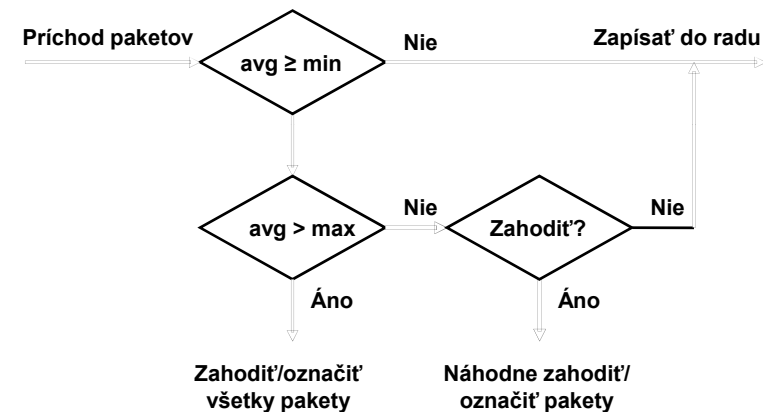 Príchod paketov
avg ≥ min
Nie
Zapísať do radu
avg > max
Nie
Zahodiť?
Nie
Áno
Áno
Zahodiť/označiť
všetky pakety
Náhodne zahodiť/
označiť pakety